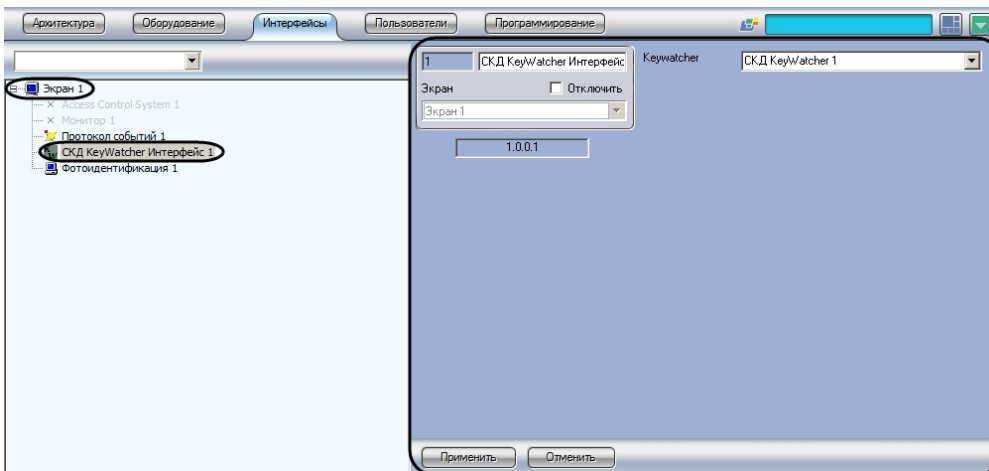 Архитектура Оборудование Интерфейсы Пользователи Программирование
Экран 1
Access Control System 1
Монитор 1
Протокол событий 1
СКД KeyWatcher Интерфейс 1
Фотоидентификация 1
1 СКД KeyWatcher Интерфейс
Keywatcher СКД KeyWatcher 1
Экран Отключить
Экран 1
1.0.0.1
Применить Отменить